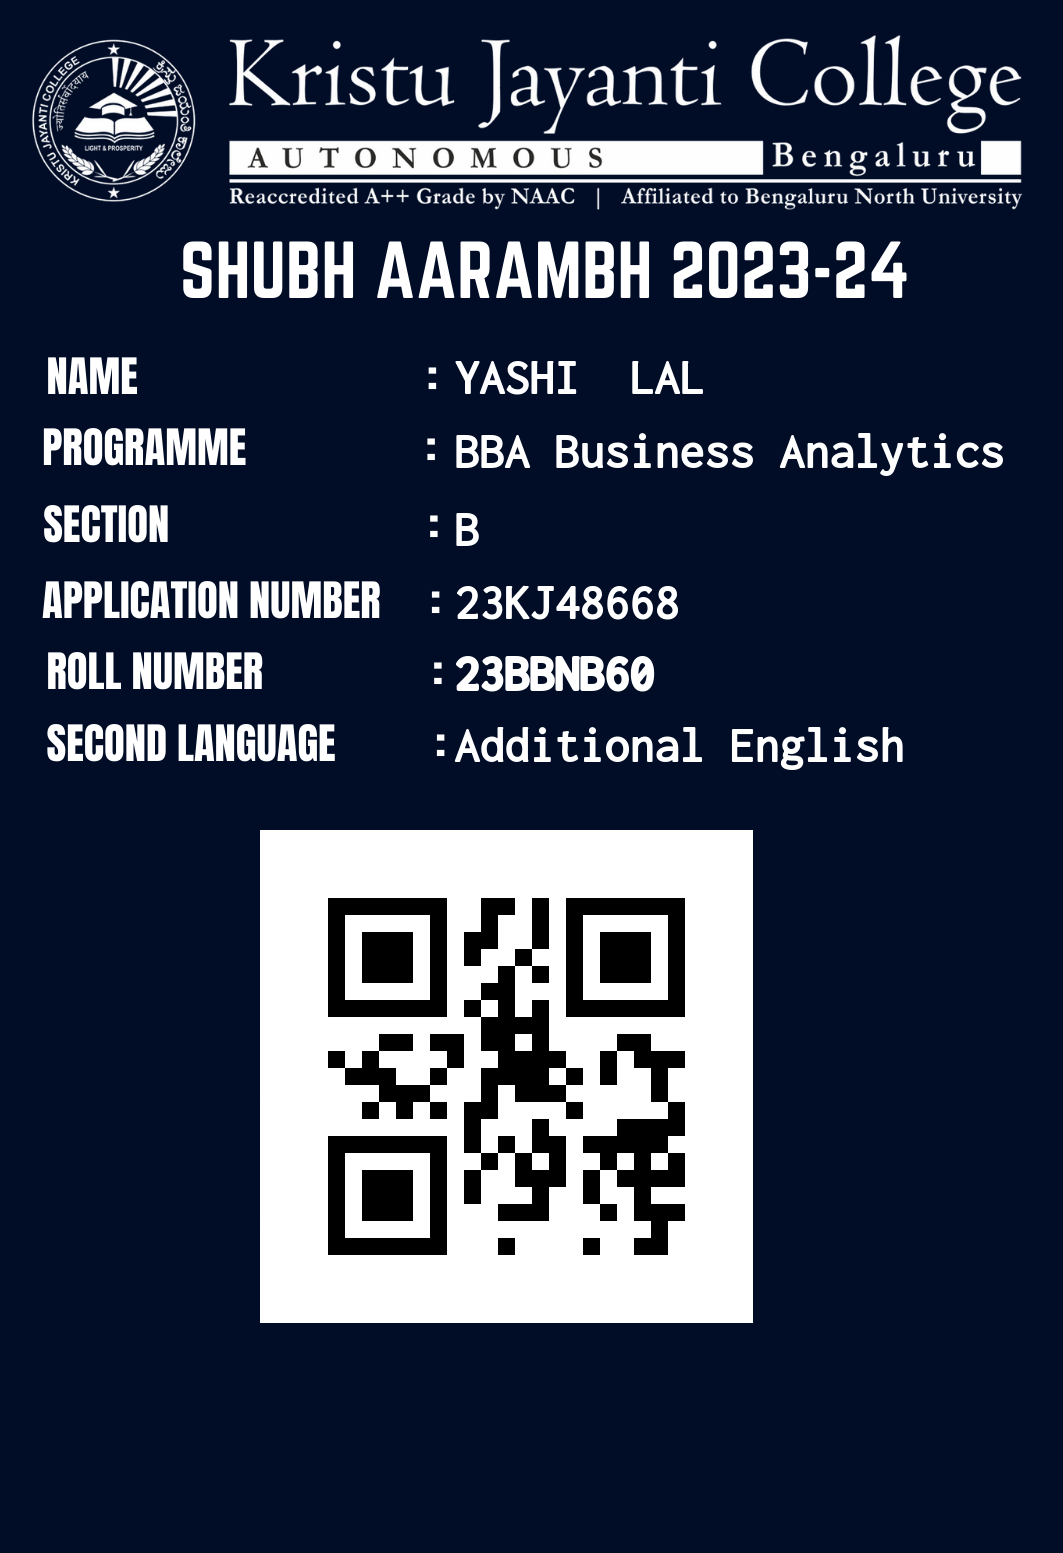 Kristu Jayanti College
AUTONOMOUS Bengaluru
Reaccredited A++ Grade by NAAC | Affiliated to Bengaluru North University
KRISTU JAYANTI COLLEGE
ಕ್ರಿಸ್ತು ಜಯಂತಿ ಕಾಲೇಜು
LIGHT & PROSPERITY
SHUBH AARAMBH 2023-24
NAME : YASHI LAL
PROGRAMME : BBA Business Analytics
SECTION : B
APPLICATION NUMBER : 23KJ48668
ROLL NUMBER : 23BBNB60
SECOND LANGUAGE : Additional English